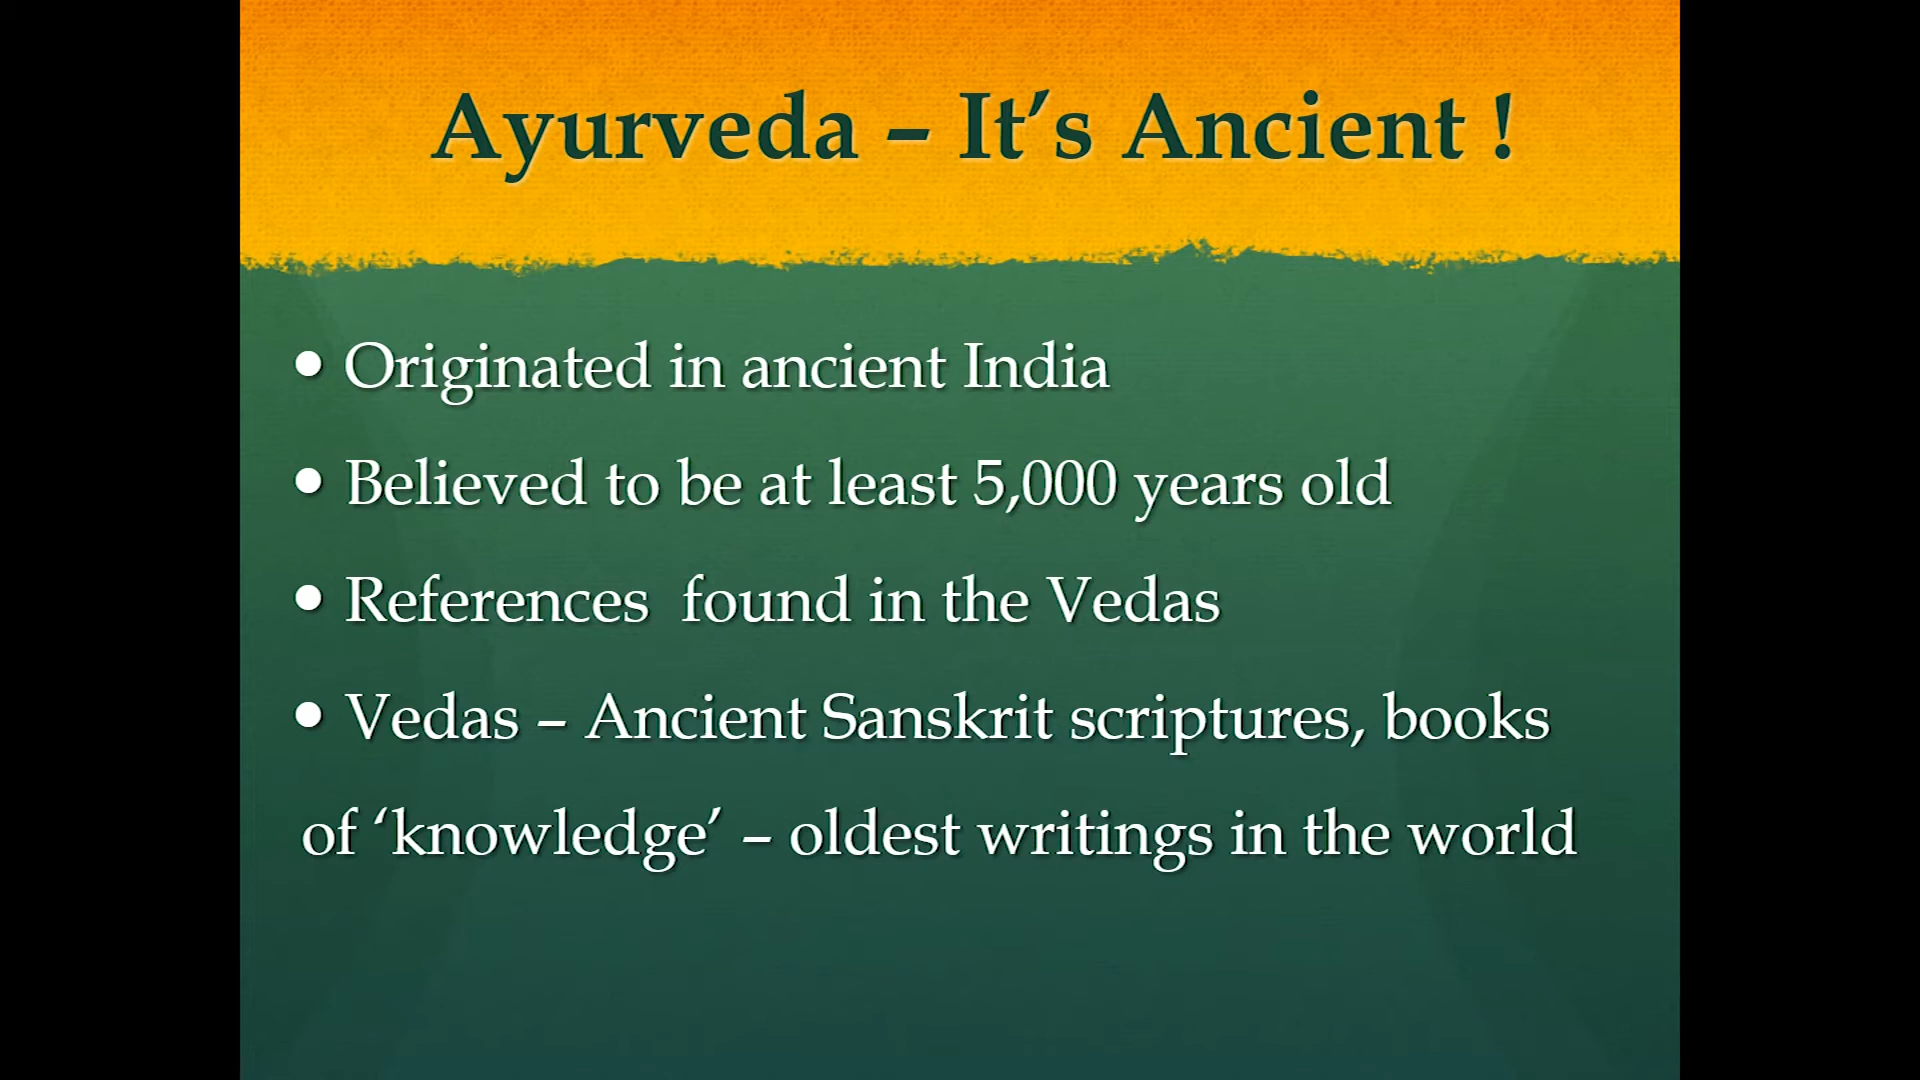 Ayurveda – It’s Ancient !
• Originated in ancient India
• Believed to be at least 5,000 years old
• References  found in the Vedas
• Vedas – Ancient Sanskrit scriptures, books
of ‘knowledge’ – oldest writings in the world